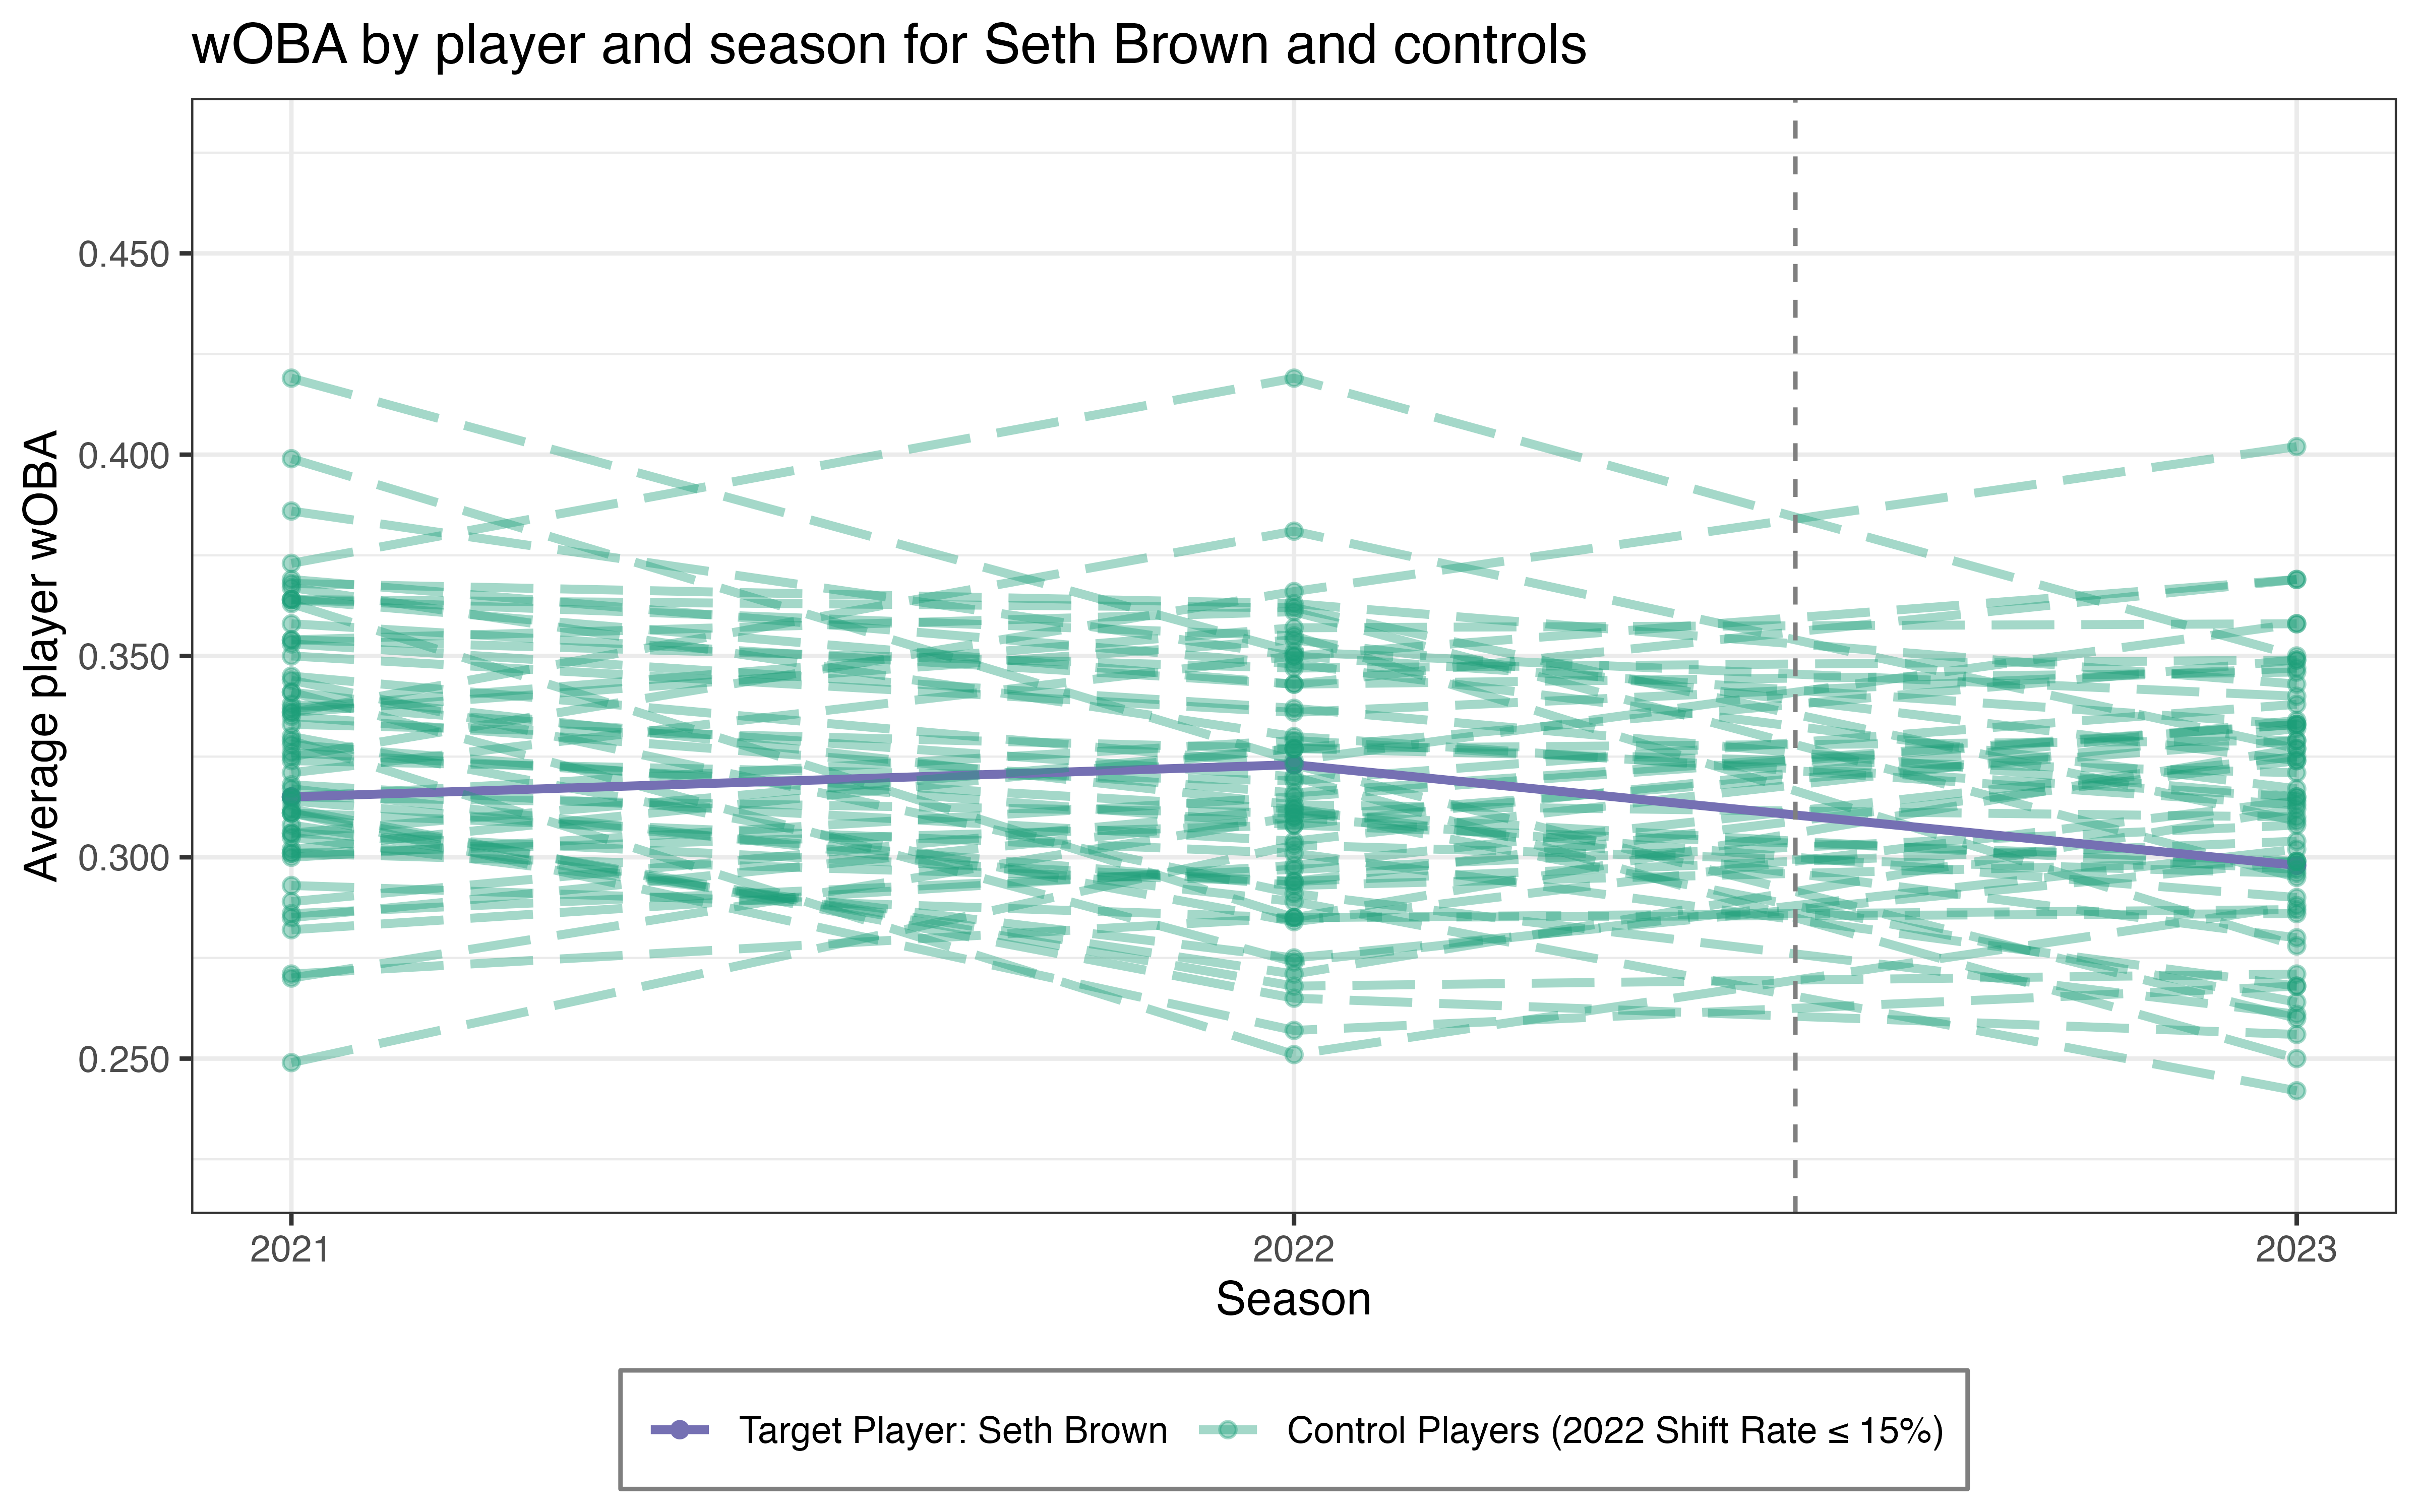 wOBA by player and season for Seth Brown and controls
Average player wOBA
0.450
0.400
0.350
0.300
0.250
2021
2022
2023
Season
Target Player: Seth Brown
Control Players (2022 Shift Rate ≤ 15%)